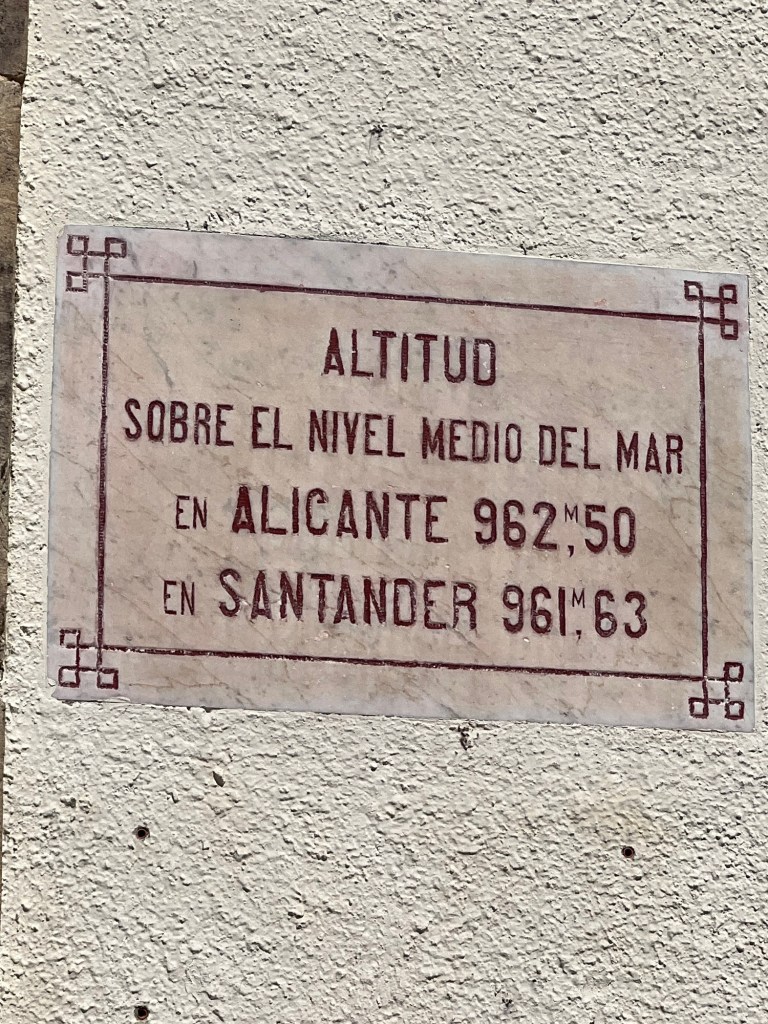 ALTITUD
SOBRE EL NIVEL MEDIO DEL MAR
EN ALICANTE 962,ᴹ50
EN SANTANDER 961,ᴹ63